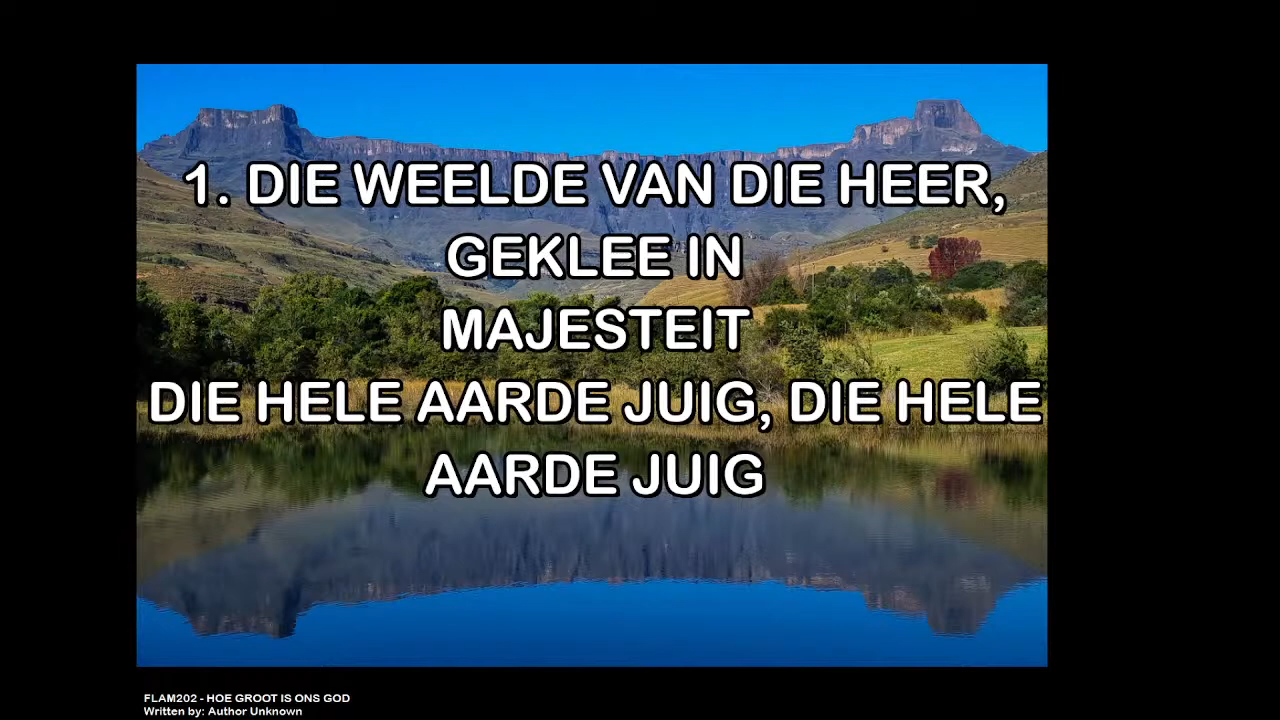 1. DIE WEELDE VAN DIE HEER,
GEKLEE IN
MAJESTEIT
DIE HELE AARDE JUIG, DIE HELE
AARDE JUIG
FLAM202 - HOE GROOT IS ONS GOD
Written by: Author Unknown